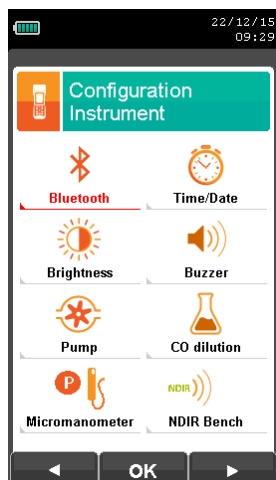 22/12/15
09:29
Configuration
Instrument
Bluetooth
Time/Date
Brightness
Buzzer
P
Pump
CO dilution
NDIR
Micromanometer
NDIR Bench
OK